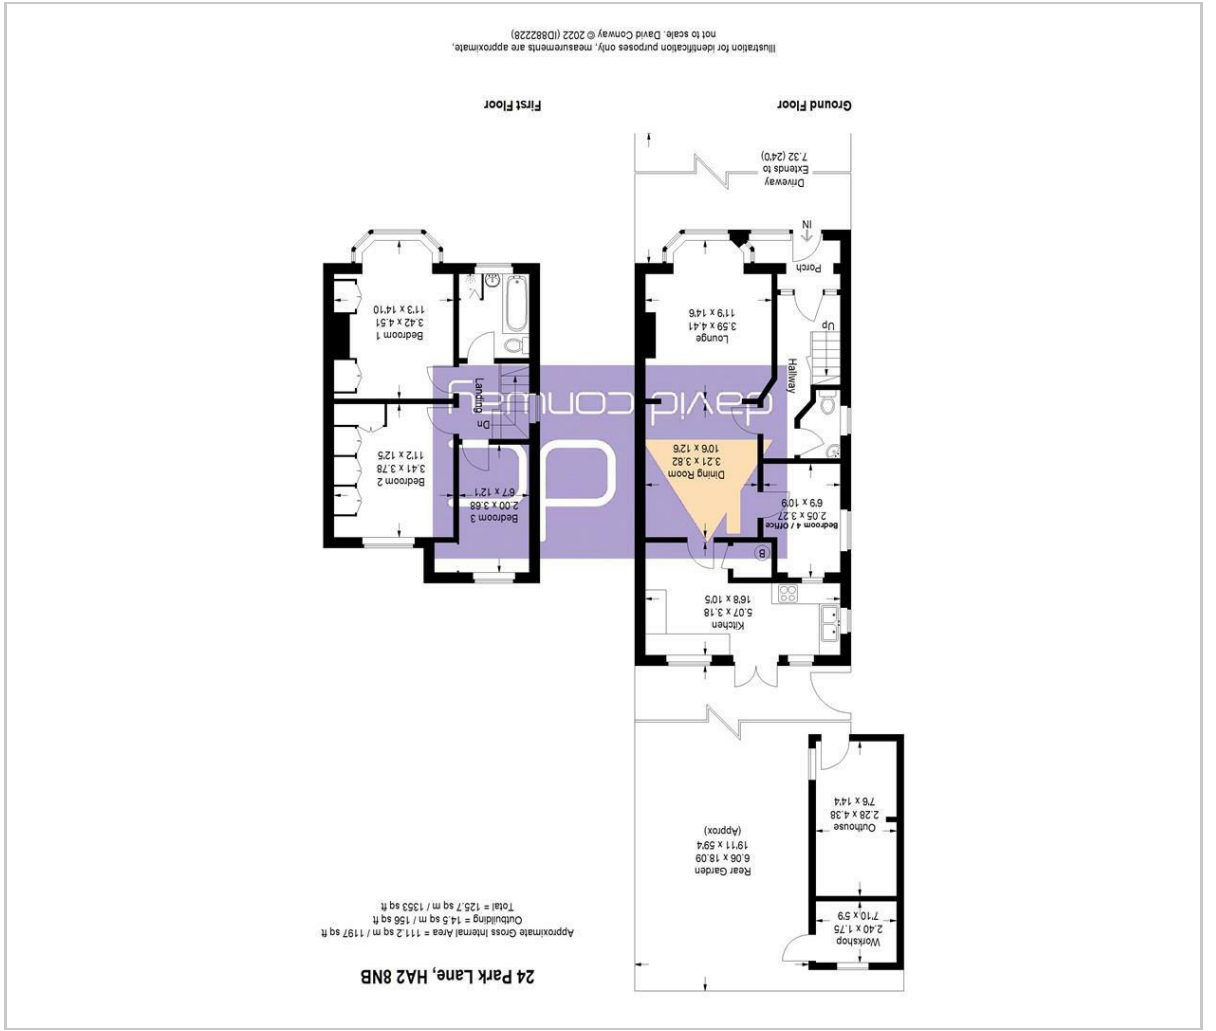 24 Park Lane, HA2 8NB
Approximate Gross Internal Area = 111.2 sq m / 1197 sq ft
Outbuilding = 14.5 sq m / 156 sq ft
Total = 125.7 sq m / 1353 sq ft
Workshop
2.40 x 1.75
7'10 x 5'9
Outhouse
2.28 x 4.38
7'6 x 14'4
Rear Garden
6.06 x 18.09
19'11 x 59'4
(Approx)
Kitchen
5.07 x 3.18
16'8 x 10'5
B
Bedroom 4 / Office
2.05 x 3.27
6'9 x 10'9
Dining Room
3.21 x 3.82
10'6 x 12'6
Bedroom 3
2.00 x 3.68
6'7 x 12'1
Bedroom 2
3.41 x 3.78
11'2 x 12'5
dc
david conway
Hallway
Up
Landing
Dn
Lounge
3.59 x 4.41
11'9 x 14'6
Bedroom 1
3.42 x 4.51
11'3 x 14'10
Porch
IN
Driveway
Extends to
7.32 (24'0)
Ground Floor
First Floor
Illustration for identification purposes only, measurements are approximate,
not to scale. David Conway © 2022 (ID882228)